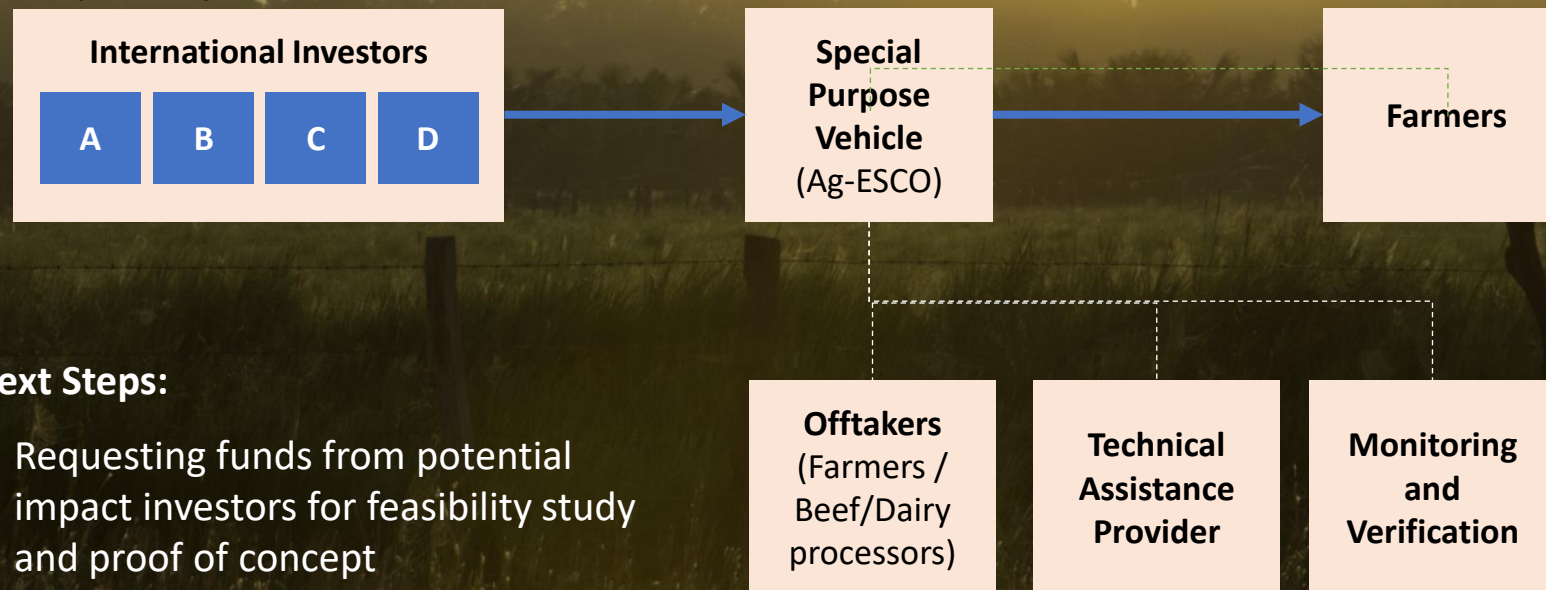 International Investors
A
B
C
D
Special
Purpose
Vehicle
(Ag-ESCO)
Farmers
ext Steps:
Requesting funds from potential
impact investors for feasibility study
and proof of concept
Offtakers
(Farmers /
Beef/Dairy
processors)
Technical
Assistance
Provider
Monitoring
and
Verification